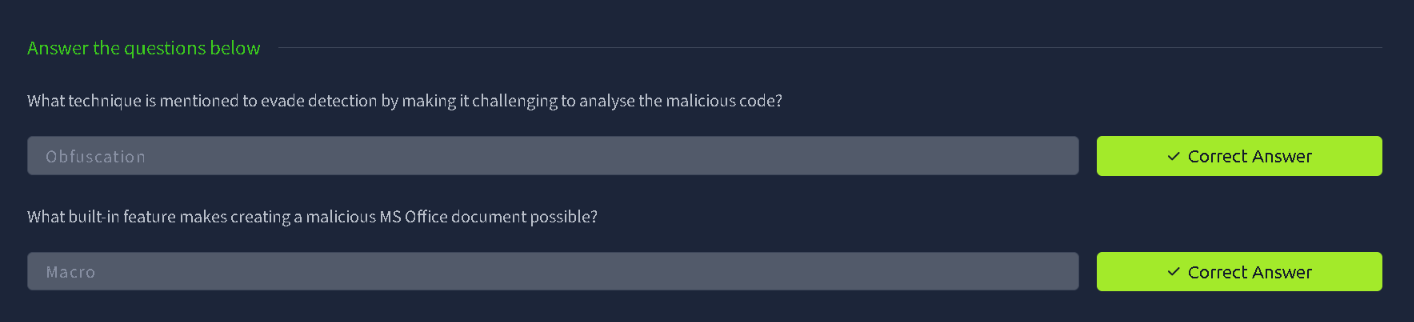 Answer the questions below
What technique is mentioned to evade detection by making it challenging to analyse the malicious code?
Obfuscation
Correct Answer
What built-in feature makes creating a malicious MS Office document possible?
Macro
Correct Answer